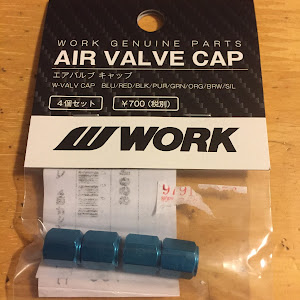 WORK GENUINE PARTS
AIR VALVE CAP
エアバルブ キャップ
W-VALV CAP BLU/RED/BLK/PUR/GRN/ORG/BRW/SIL
4個セット
¥700(税別)
WORK